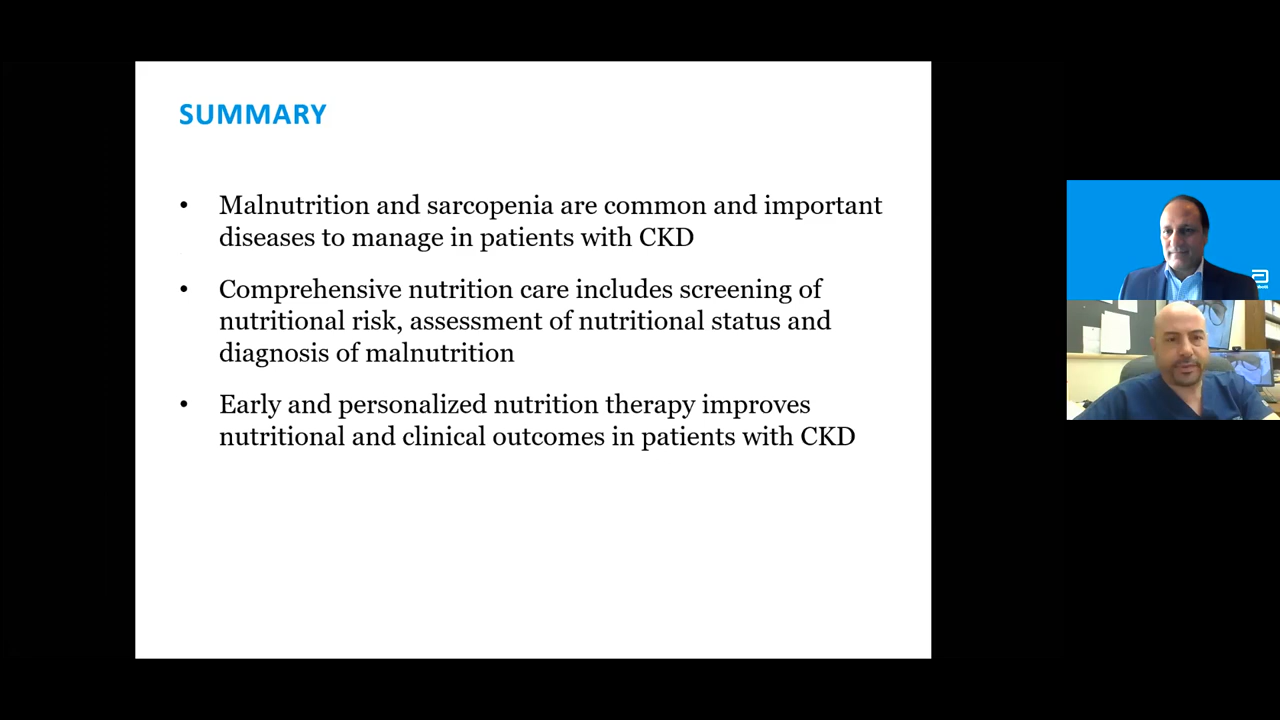 SUMMARY
• Malnutrition and sarcopenia are common and important
diseases to manage in patients with CKD
• Comprehensive nutrition care includes screening of
nutritional risk, assessment of nutritional status and
diagnosis of malnutrition
• Early and personalized nutrition therapy improves
nutritional and clinical outcomes in patients with CKD